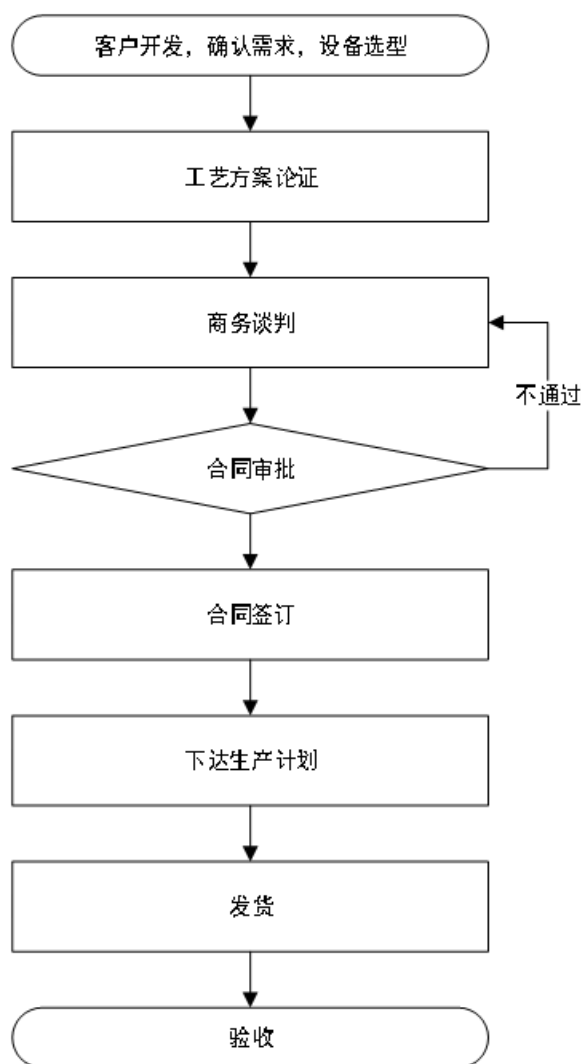 客户开发，确认需求，设备选型
工艺方案论证
商务谈判
不通过
合同审批
合同签订
下达生产计划
发货
验收